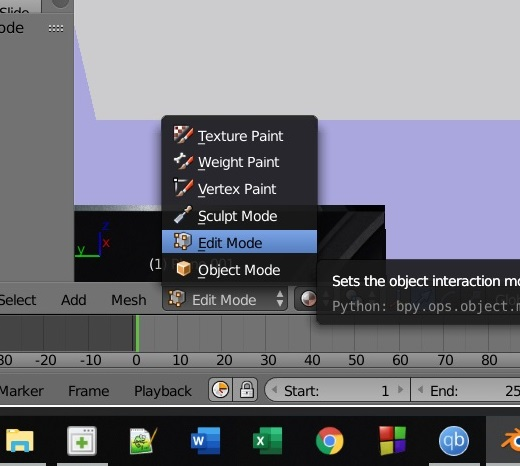 Slide
ode
Texture Paint
Weight Paint
Vertex Paint
Sculpt Mode
Edit Mode
Object Mode
z
x
y
(1)
Sets the object interaction mo
Python: bpy.ops.object.m
Select Add Mesh Edit Mode
-20 -10 0 10 20 30 40 50 60 70 80
Marker Frame Playback Start: 1 End: 25
W X qb